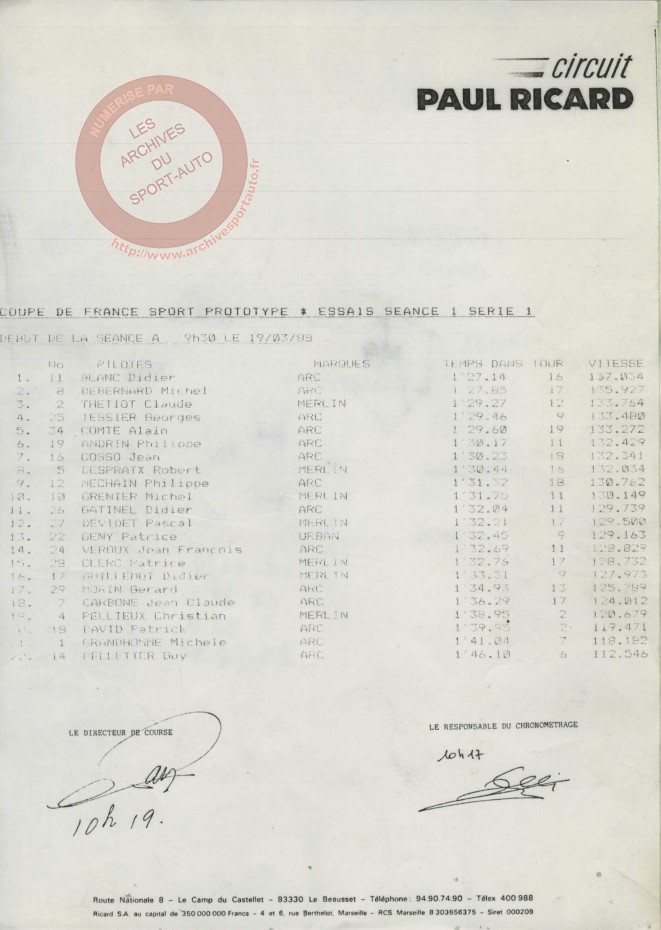 circuit
PAUL RICARD
NUMERISE PAR
LES
ARCHIVES
DU
SPORT-AUTO
http://www.archivesportauto.fr
COUPE DE FRANCE SPORT PROTOTYPE * ESSAIS SEANCE 1 SERIE 1
DEBUT DE LA SEANCE A 9h30 LE 17/03/89
No PILOTES MARQUES TEMPS DANS TOUR VITESSE
1. 11 BLANC Didier ARC 1'27.14 16 137.034
2. 8 DEBERNARD Michel ARC 1'27.85 17 135.927
3. 2 THETIOT Claude MERLIN 1'29.27 12 133.764
4. 25 TESSIER Georges ARC 1'29.46 9 133.480
5. 34 COMTE Alain ARC 1'29.60 19 133.272
6. 19 ANDRIN Philippe ARC 1'30.17 11 132.429
7. 16 COSSO Jean ARC 1'30.23 18 132.341
8. 5 DESPRATX Robert MERLIN 1'30.44 16 132.034
9. 12 MECHAIN Philippe ARC 1'31.32 18 130.762
10. 10 GRENIER Michel MERLIN 1'31.75 11 130.149
11. 26 GATINEL Didier ARC 1'32.04 11 129.739
12. 27 DEVIDET Pascal MERLIN 1'32.21 17 129.500
13. 22 GENY Patrice URBAN 1'32.45 9 129.163
14. 24 VEROUX Jean Francois ARC 1'32.69 11 128.829
15. 28 CLERC Patrice MERLIN 1'32.76 17 128.732
16. 17 GUILLEMOT Didier MERLIN 1'33.31 9 127.973
17. 29 MORIN Gerard ARC 1'34.93 13 125.789
18. 7 CARBONE Jean Claude ARC 1'36.29 17 124.012
19. 4 PELLIEUX Christian MERLIN 1'38.95 2 120.679
18 DAVID Patrick ARC 1'39.95 2 119.471
1 GRANDHOMME Michele ARC 1'41.04 7 118.182
22. 14 PELLETIER Guy ARC 1'46.10 6 112.546
LE DIRECTEUR DE COURSE
LE RESPONSABLE DU CHRONOMETRAGE
10h17
10h 19.
Route Nationale 8 - Le Camp du Castellet - 83330 Le Beausset - Téléphone : 94.90.74.90 - Télex 400 988
Ricard S.A. au capital de 350 000 000 Francs - 4 et 6, rue Berthelot, Marseille - RCS Marseille B 303656375 - Siret 000209